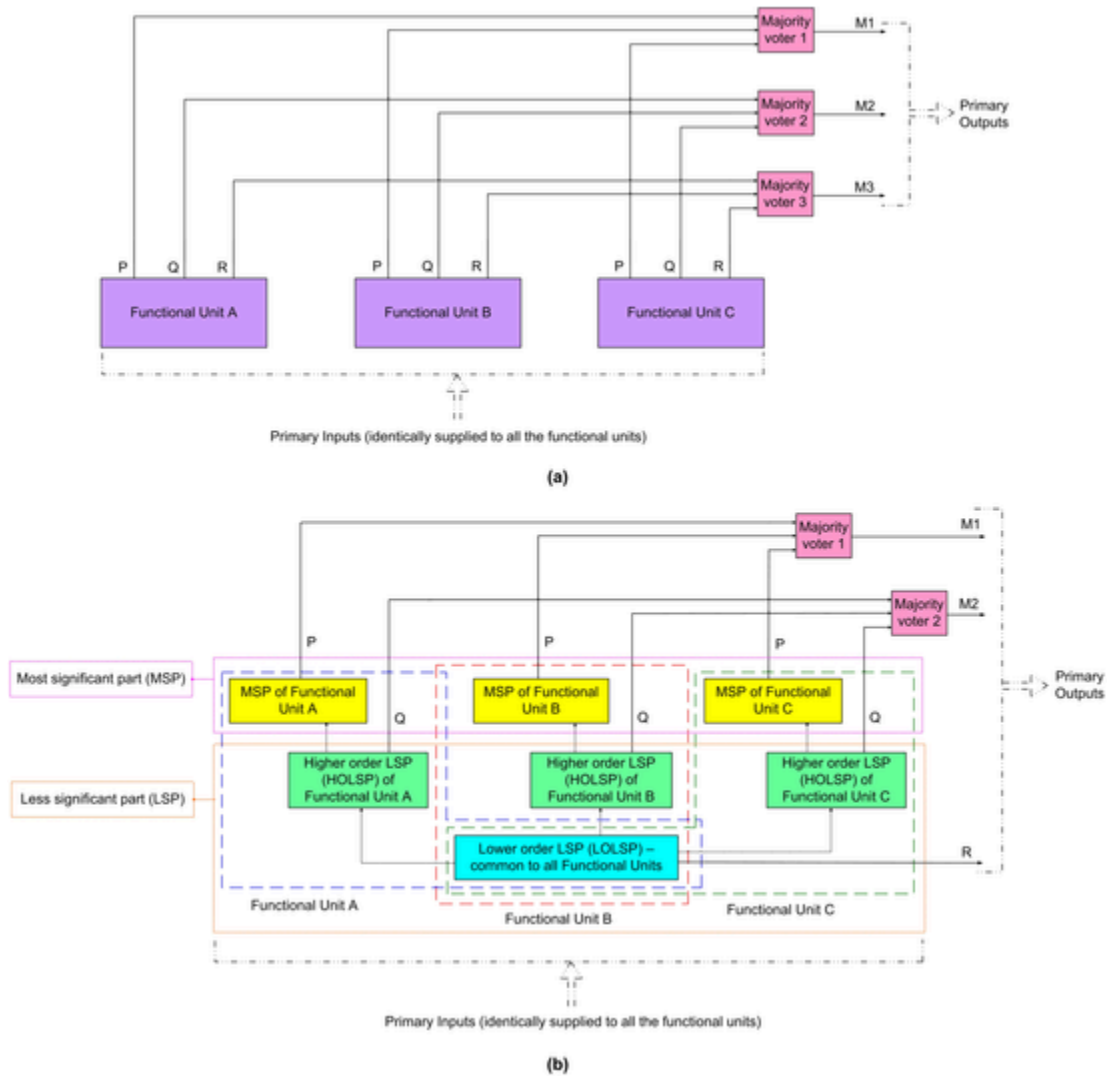 Majority
voter 1
M1
Majority
voter 2
M2
Primary
Outputs
Majority
voter 3
M3
P
Q
R
P
Q
R
P
Q
R
Functional Unit A
Functional Unit B
Functional Unit C
Primary Inputs (identically supplied to all the functional units)
(a)
Majority
voter 1
M1
Majority
voter 2
M2
P
P
P
Most significant part (MSP)
MSP of Functional
Unit A
MSP of Functional
Unit B
MSP of Functional
Unit C
Primary
Outputs
Q
Q
Q
Higher order LSP
(HOLSP) of
Functional Unit A
Higher order LSP
(HOLSP) of
Functional Unit B
Higher order LSP
(HOLSP) of
Functional Unit C
Less significant part (LSP)
Lower order LSP (LOLSP) –
common to all Functional Units
R
Functional Unit A
Functional Unit B
Functional Unit C
Primary Inputs (identically supplied to all the functional units)
(b)